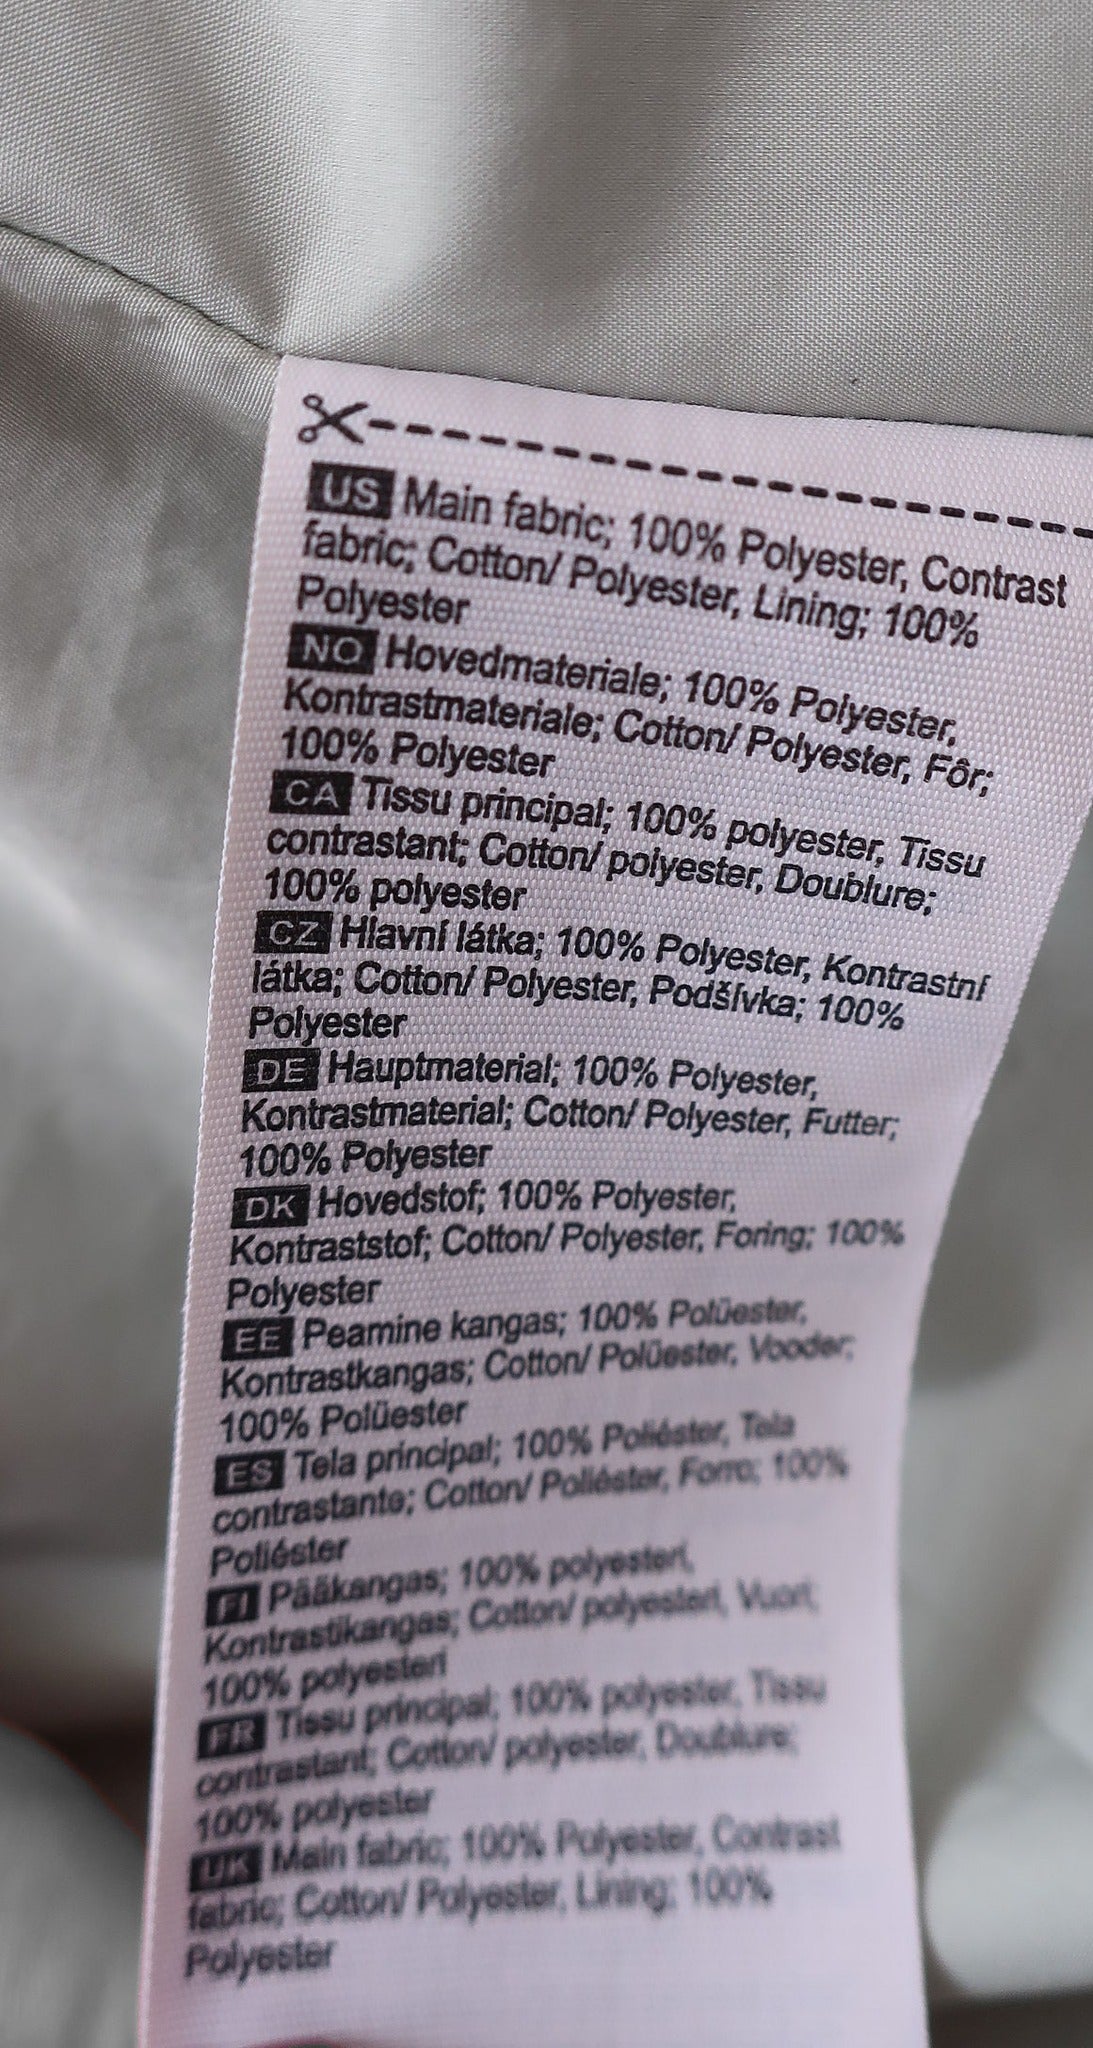 US Main fabric; 100% Polyester, Contrast
fabric; Cotton/ Polyester, Lining; 100%
Polyester
NO Hovedmateriale; 100% Polyester,
Kontrastmateriale; Cotton/ Polyester, Fôr;
100% Polyester
CA Tissu principal; 100% polyester, Tissu
contrastant; Cotton/ polyester, Doublure;
100% polyester
CZ Hlavní látka; 100% Polyester, Kontrastní
látka; Cotton/ Polyester, Podšívka; 100%
Polyester
DE Hauptmaterial; 100% Polyester,
Kontrastmaterial; Cotton/ Polyester, Futter;
100% Polyester
DK Hovedstof; 100% Polyester,
Kontraststof; Cotton/ Polyester, Foring; 100%
Polyester
EE Peamine kangas; 100% Polüester,
Kontrastkangas; Cotton/ Polüester, Vooder;
100% Polüester
ES Tela principal; 100% Poliéster, Tela
contrastante; Cotton/ Poliéster, Forro; 100%
Poliéster
FI Pääkangas; 100% polyesteri,
Kontrastikangas; Cotton/ polyesteri, Vuori;
100% polyesteri
FR Tissu principal; 100% polyester, Tissu
contrastant; Cotton/ polyester, Doublure;
100% polyester
UK Main fabric; 100% Polyester, Contrast
fabric; Cotton/ Polyester, Lining; 100%
Polyester